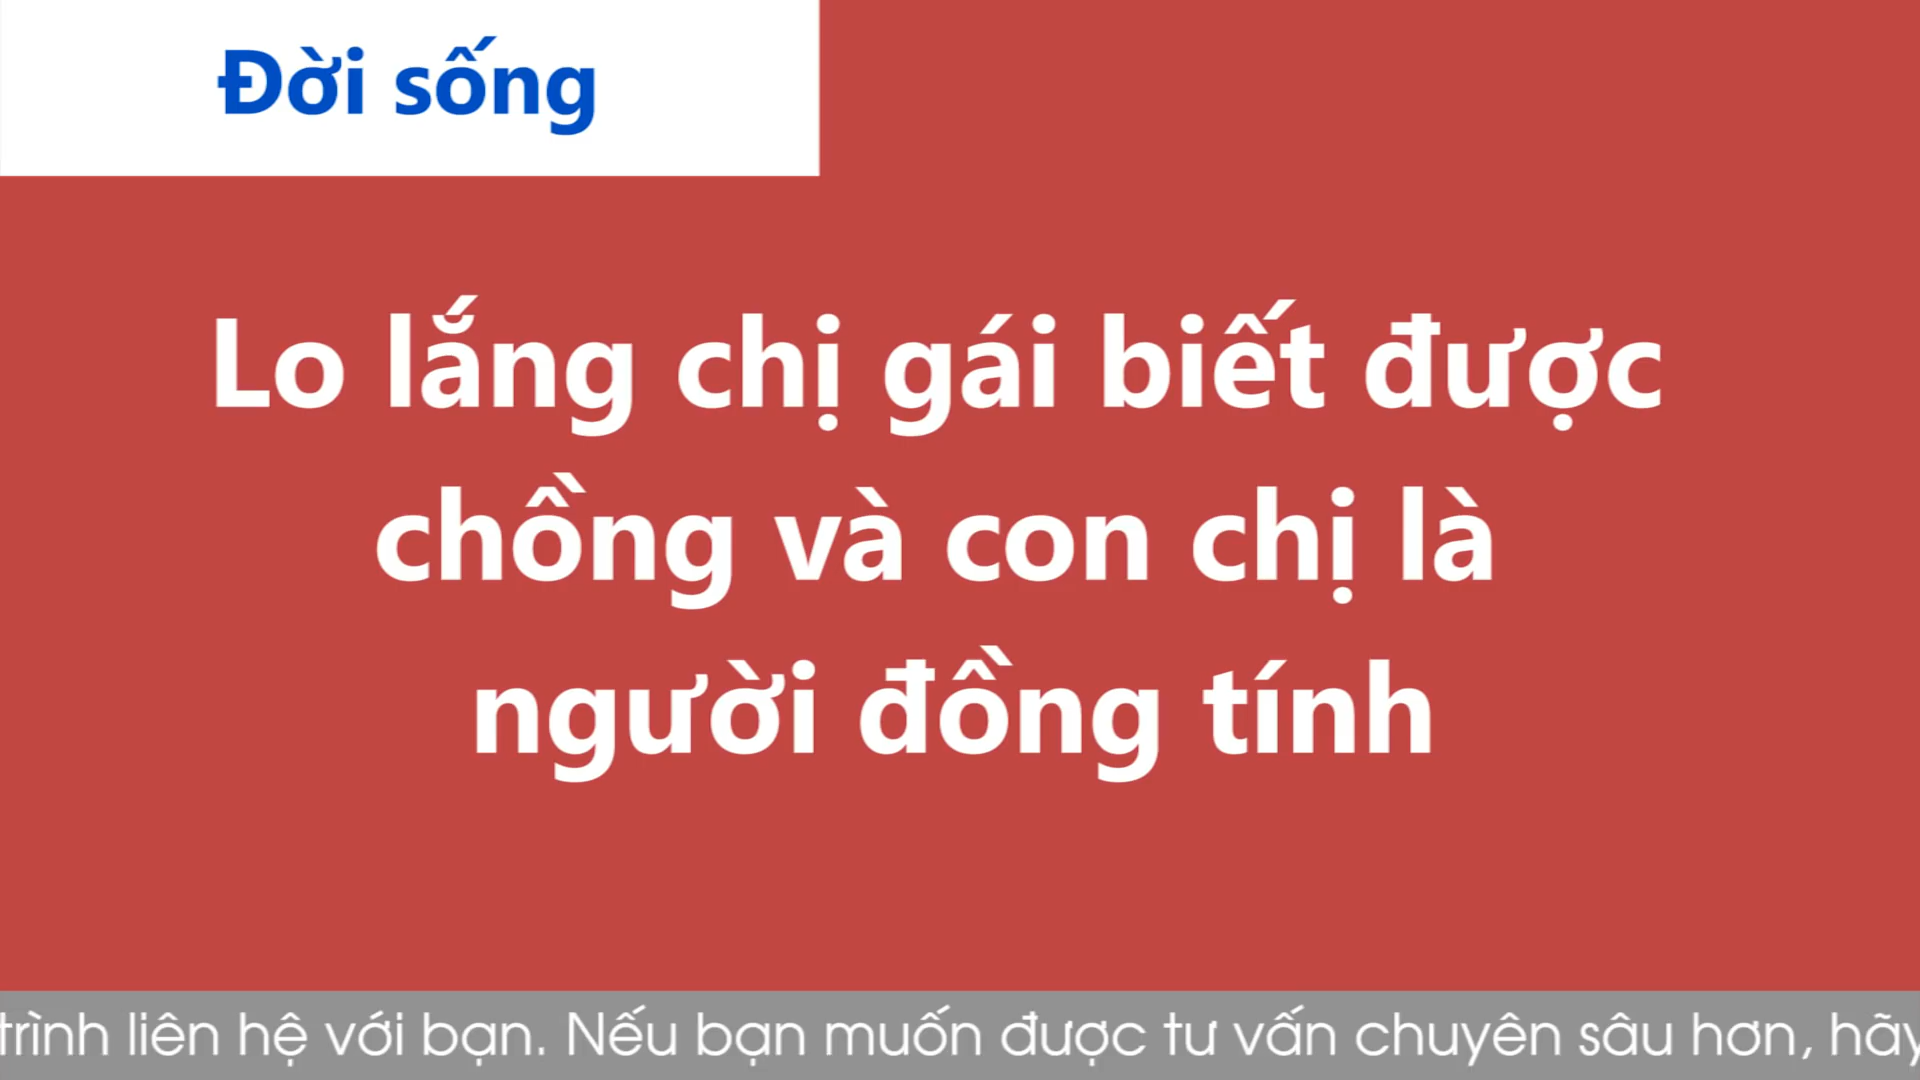 Đời sống
Lo lắng chị gái biết được
chồng và con chị là
người đồng tính
trình liên hệ với bạn. Nếu bạn muốn được tư vấn chuyên sâu hơn, hãy